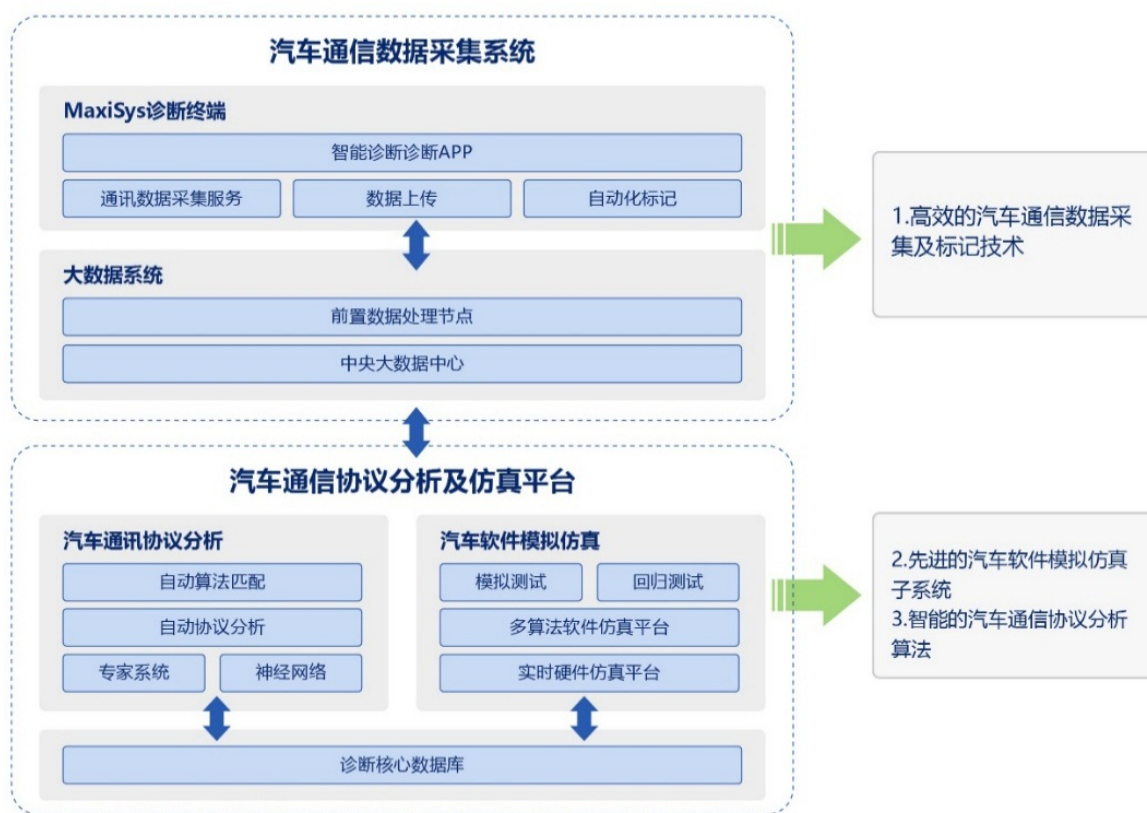 汽车通信数据采集系统
MaxiSys诊断终端
智能诊断诊断APP
通讯数据采集服务
数据上传
自动化标记
大数据系统
前置数据处理节点
中央大数据中心
1.高效的汽车通信数据采
集及标记技术
汽车通信协议分析及仿真平台
汽车通讯协议分析
自动算法匹配
自动协议分析
专家系统
神经网络
汽车软件模拟仿真
模拟测试
回归测试
多算法软件仿真平台
实时硬件仿真平台
诊断核心数据库
2.先进的汽车软件模拟仿真
子系统
3.智能的汽车通信协议分析
算法